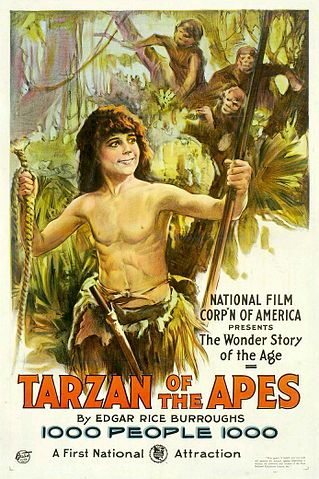 NATIONAL FILM
CORP'N OF AMERICA
PRESENTS
The Wonder Story
of the Age
TARZAN OF THE APES
By EDGAR RICE BURROUGHS
1000 PEOPLE 1000
A First National Attraction